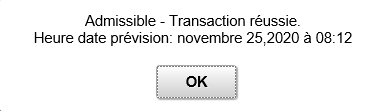 Admissible - Transaction réussie.
Heure date prévision: novembre 25,2020 à 08:12
OK